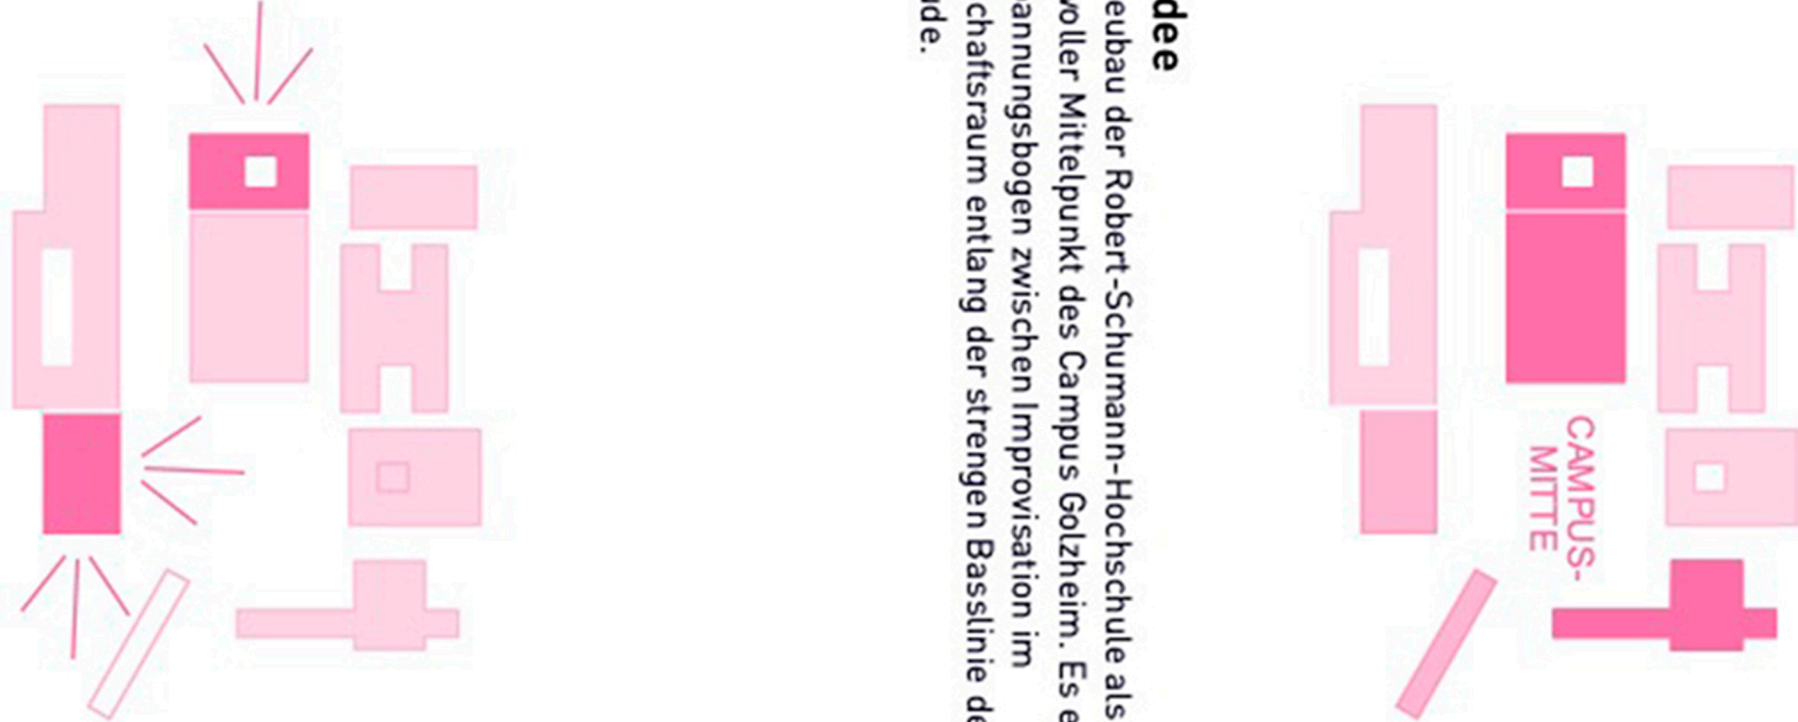 dee
eubau der Robert-Schumann-Hochschule als
voller Mittelpunkt des Campus Golzheim. Es e
annungsbogen zwischen Improvisation im
chaftsraum entlang der strengen Basslinie de
de.
CAMPUS-
MITTE